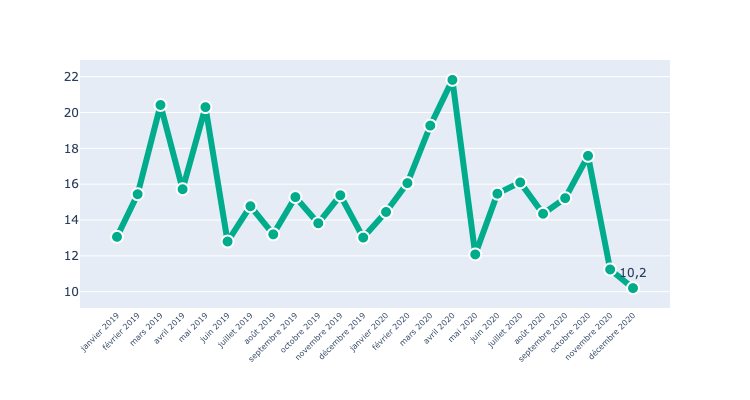 22
20
18
16
14
12
10
10,2
janvier 2019
février 2019
mars 2019
avril 2019
mai 2019
juin 2019
juillet 2019
août 2019
septembre 2019
octobre 2019
novembre 2019
décembre 2019
janvier 2020
février 2020
mars 2020
avril 2020
mai 2020
juin 2020
juillet 2020
août 2020
septembre 2020
octobre 2020
novembre 2020
décembre 2020